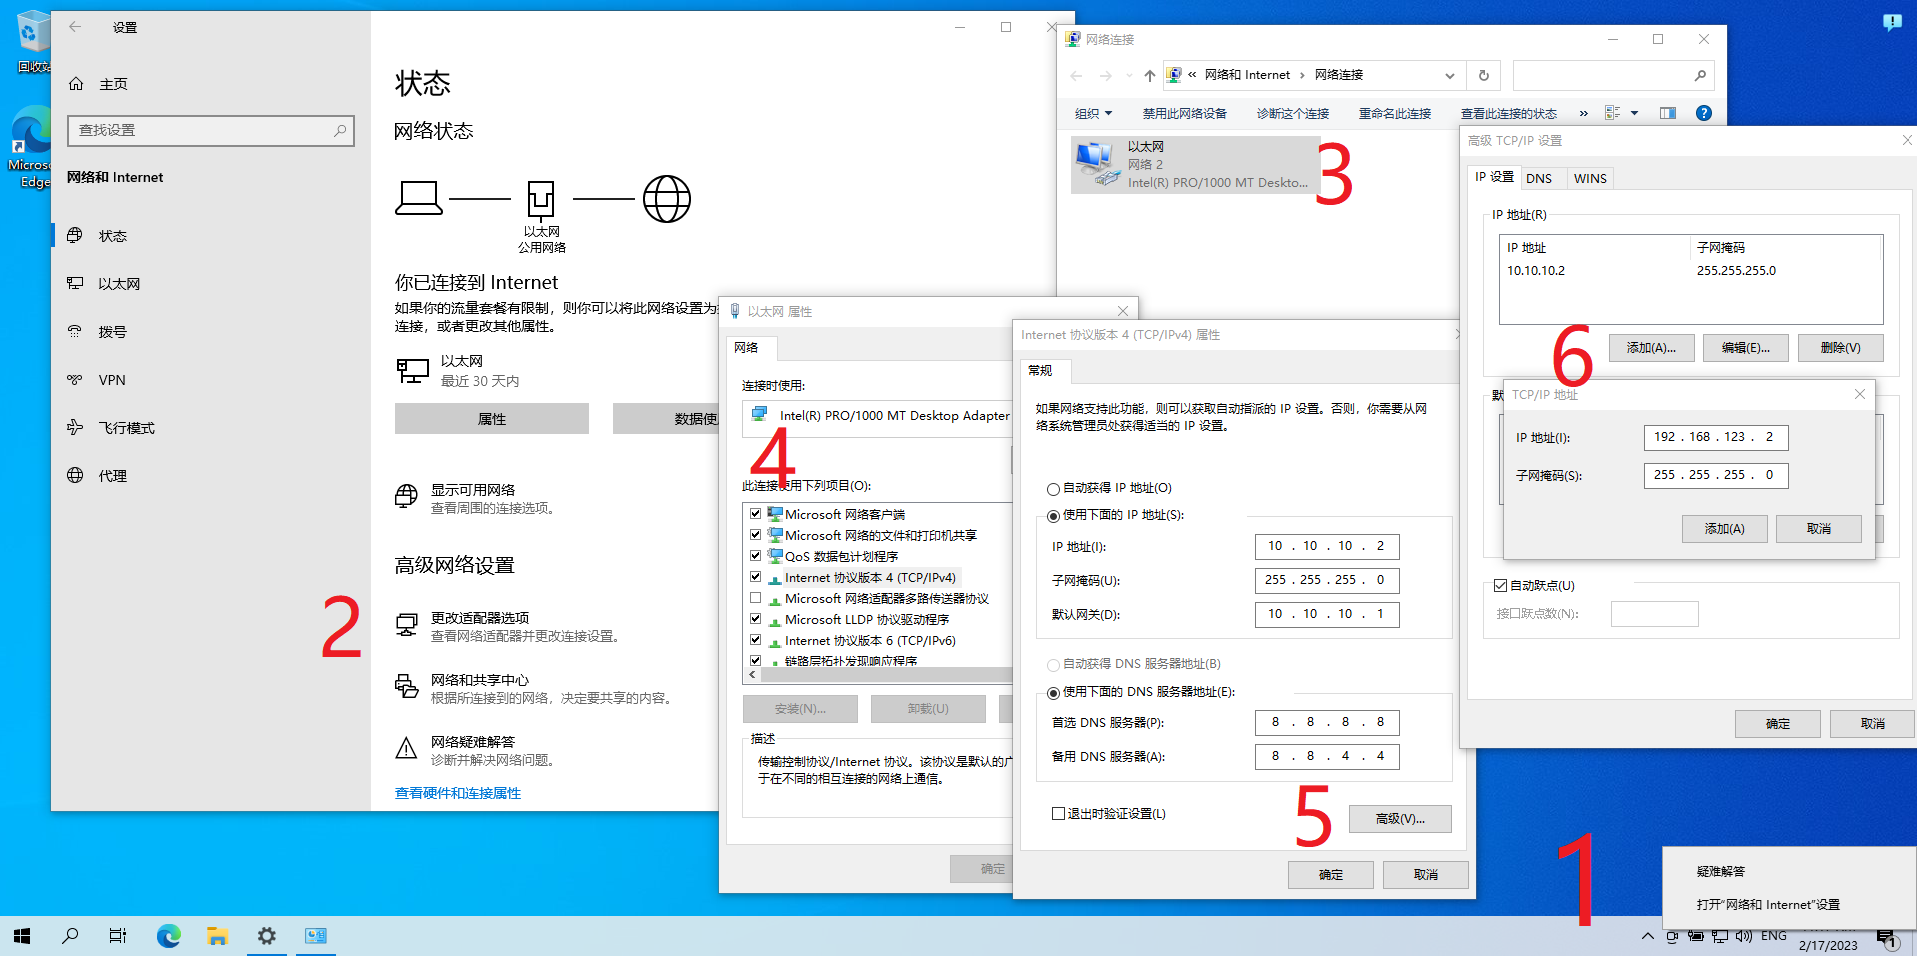 回收站
Microso
Edge
设置
主页
查找设置
网络和 Internet
状态
以太网
拨号
VPN
飞行模式
代理
状态
网络状态
以太网
公用网络
你已连接到 Internet
如果你的流量套餐有限制，则你可以将此网络设置为
连接，或者更改其他属性。
以太网
最近 30 天内
属性
数据使
显示可用网络
查看周围的连接选项。
高级网络设置
2
更改适配器选项
查看网络适配器并更改连接设置。
网络和共享中心
根据所连接到的网络，决定要共享的内容。
网络疑难解答
诊断并解决网络问题。
查看硬件和连接属性
网络连接
« 网络和 Internet › 网络连接
组织
禁用此网络设备
诊断这个连接
重命名此连接
查看此连接的状态
»
以太网
网络 2
Intel(R) PRO/1000 MT Deskto...
3
以太网 属性
网络
连接时使用:
Intel(R) PRO/1000 MT Desktop Adapter
4
此连接使用下列项目(O):
Microsoft 网络客户端
Microsoft 网络的文件和打印机共享
QoS 数据包计划程序
Internet 协议版本 4 (TCP/IPv4)
Microsoft 网络适配器多路传送器协议
Microsoft LLDP 协议驱动程序
Internet 协议版本 6 (TCP/IPv6)
链路层拓扑发现响应程序
安装(N)...
卸载(U)
描述
传输控制协议/Internet 协议。该协议是默认的广
于在不同的相互连接的网络上通信。
确定
Internet 协议版本 4 (TCP/IPv4) 属性
常规
如果网络支持此功能，则可以获取自动指派的 IP 设置。否则，你需要从网
络系统管理员处获得适当的 IP 设置。
自动获得 IP 地址(O)
使用下面的 IP 地址(S):
IP 地址(I):
10 . 10 . 10 . 2
子网掩码(U):
255 . 255 . 255 . 0
默认网关(D):
10 . 10 . 10 . 1
自动获得 DNS 服务器地址(B)
使用下面的 DNS 服务器地址(E):
首选 DNS 服务器(P):
8 . 8 . 8 . 8
备用 DNS 服务器(A):
8 . 8 . 4 . 4
退出时验证设置(L)
5
高级(V)...
确定
取消
高级 TCP/IP 设置
IP 设置
DNS
WINS
IP 地址(R)
IP 地址
子网掩码
10.10.10.2
255.255.255.0
6
添加(A)...
编辑(E)...
删除(V)
默
TCP/IP 地址
IP 地址(I):
192 . 168 . 123 . 2
子网掩码(S):
255 . 255 . 255 . 0
添加(A)
取消
自动跃点(U)
接口跃点数(N):
确定
取消
1
疑难解答
打开"网络和 Internet"设置
ENG
2/17/2023
1